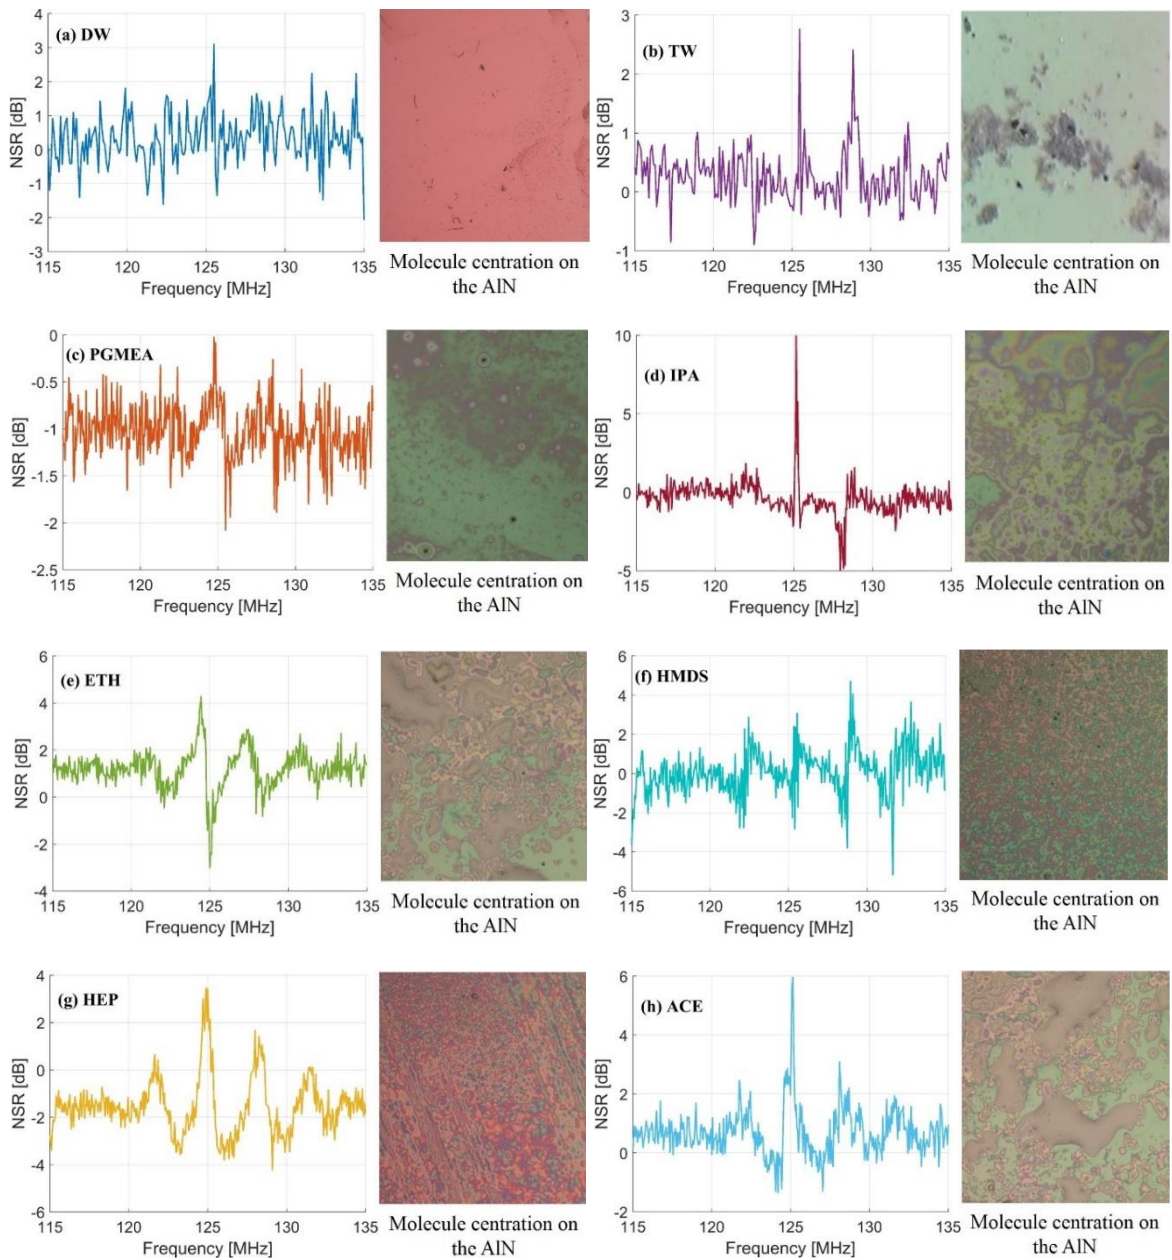 (a) DW
NSR [dB]
4
3
2
1
0
-1
-2
-3
115
120
125
130
135
Frequency [MHz]
Molecule centration on
the AlN
(b) TW
NSR [dB]
3
2
1
0
-1
115
120
125
130
135
Frequency [MHz]
Molecule centration on
the AlN
(c) PGMEA
NSR [dB]
0
-0.5
-1
-1.5
-2
-2.5
115
120
125
130
135
Frequency [MHz]
Molecule centration on
the AlN
(d) IPA
NSR [dB]
10
5
0
-5
115
120
125
130
135
Frequency [MHz]
Molecule centration on
the AlN
(e) ETH
NSR [dB]
6
4
2
0
-2
-4
115
120
125
130
135
Frequency [MHz]
Molecule centration on
the AlN
(f) HMDS
NSR [dB]
6
4
2
0
-2
-4
-6
115
120
125
130
135
Frequency [MHz]
Molecule centration on
the AlN
(g) HEP
NSR [dB]
4
2
0
-2
-4
-6
115
120
125
130
135
Frequency [MHz]
Molecule centration on
the AlN
(h) ACE
NSR [dB]
6
4
2
0
-2
115
120
125
130
135
Frequency [MHz]
Molecule centration on
the AlN